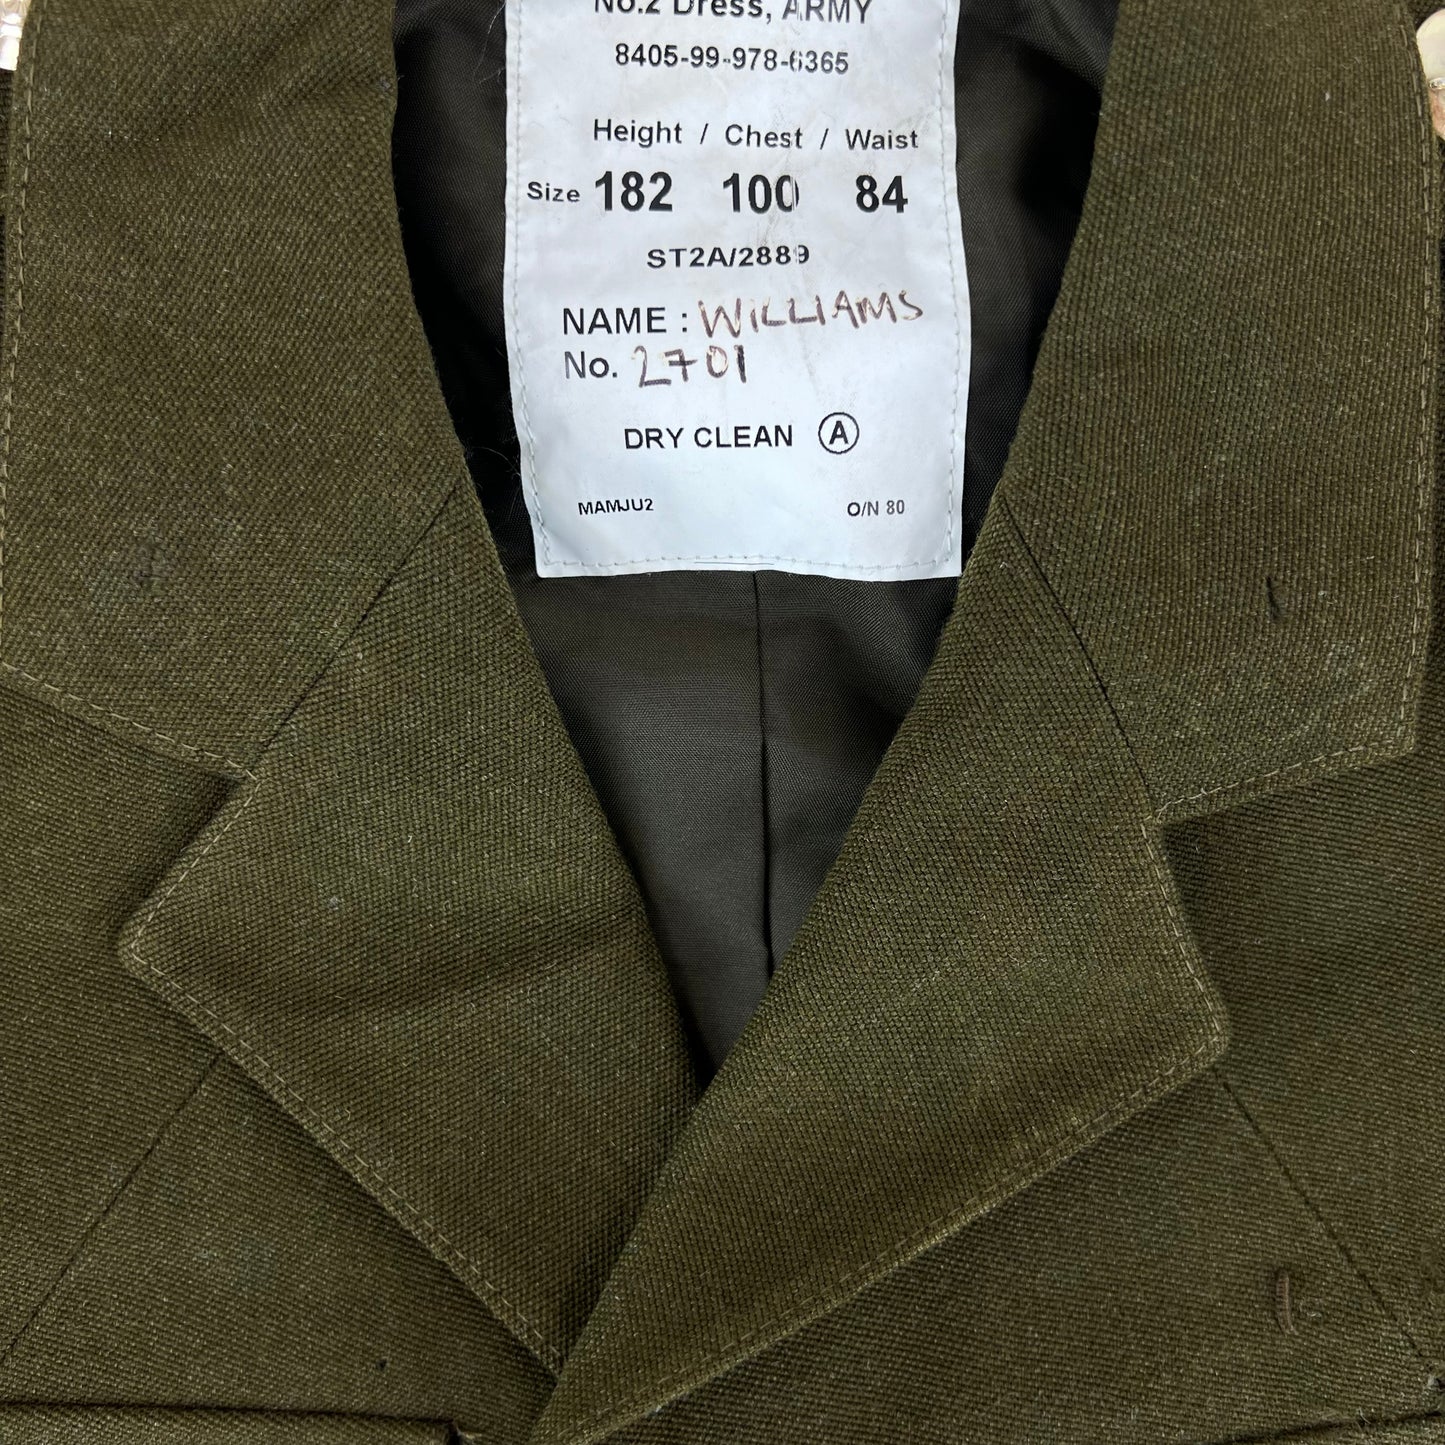 No.2 Dress, ARMY
8405-99-978-6365
Height / Chest / Waist
Size 182 100 84
ST2A/2889
NAME : WILLIAMS
No. 2701
DRY CLEAN A
MAMJU2 O/N 80